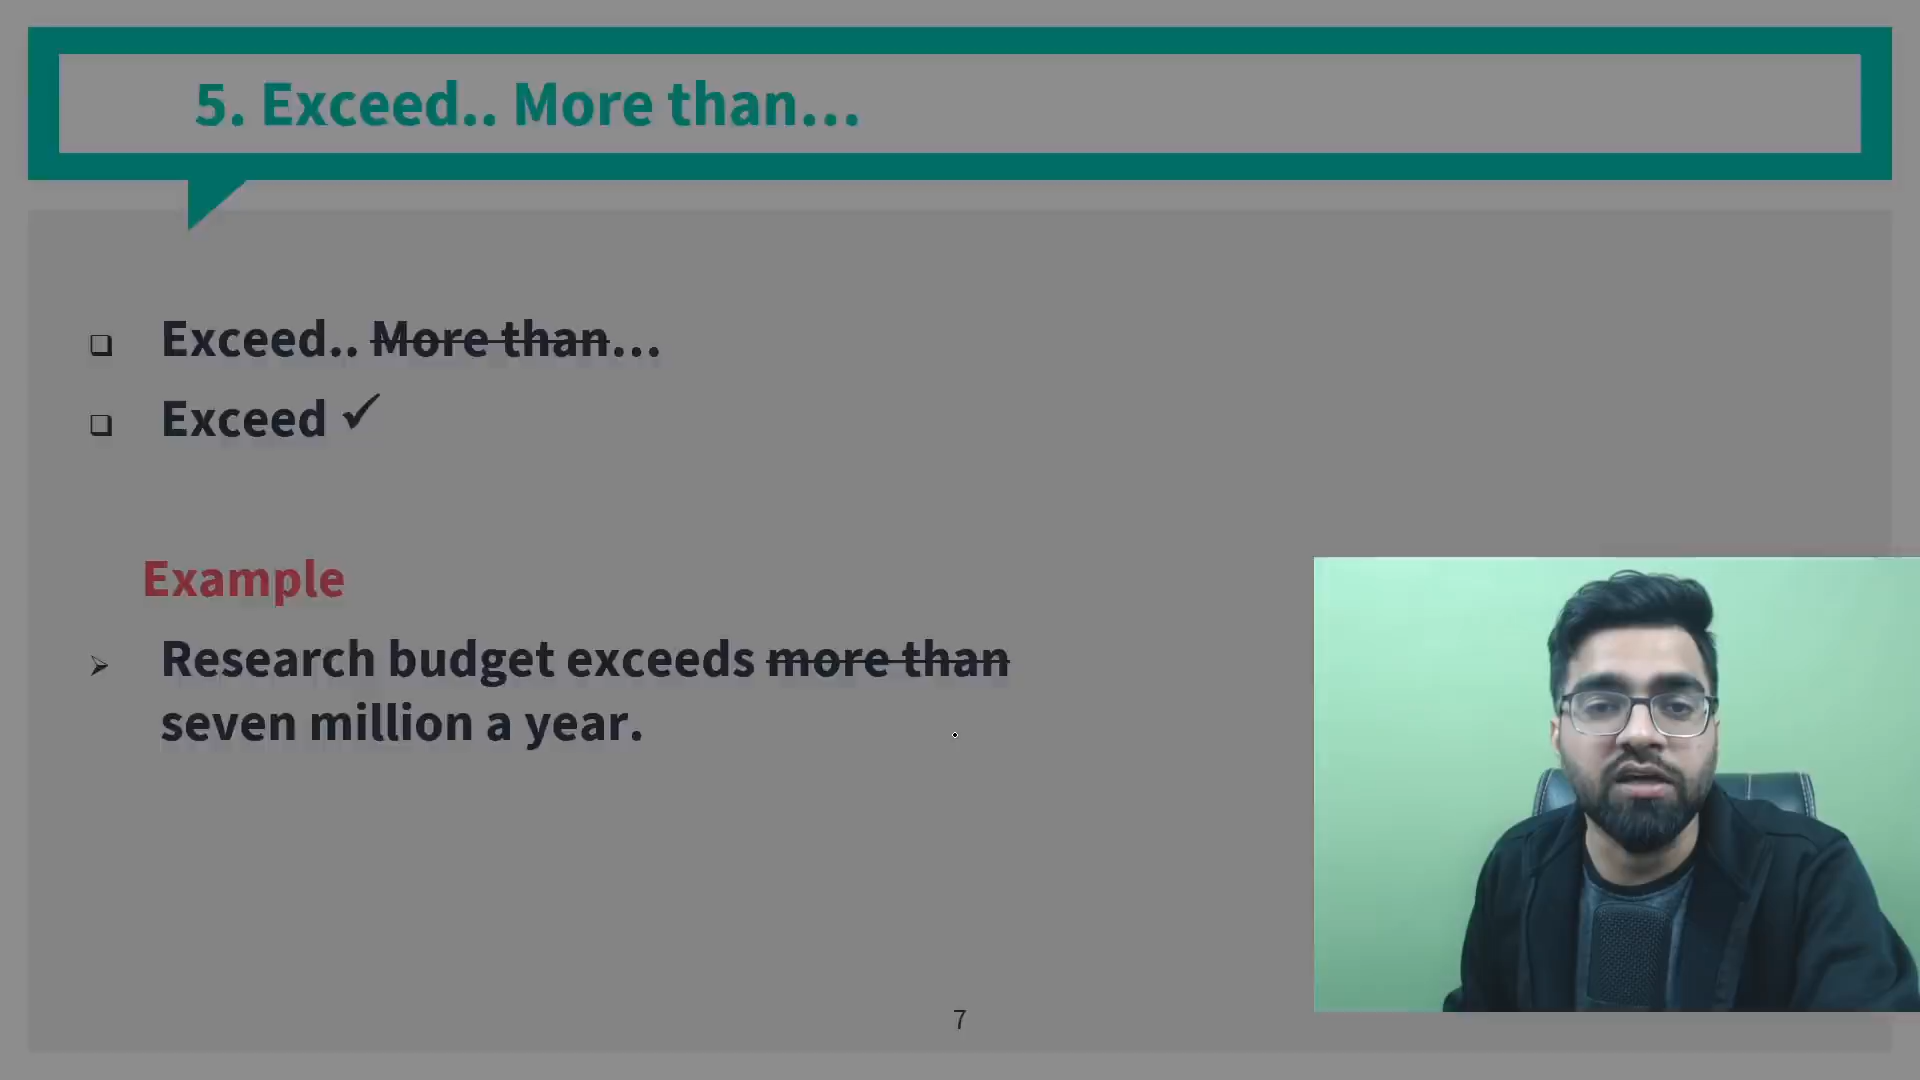 5. Exceed.. More than...
Exceed.. More than...
Exceed ✓
Example
Research budget exceeds more than
seven million a year.
7